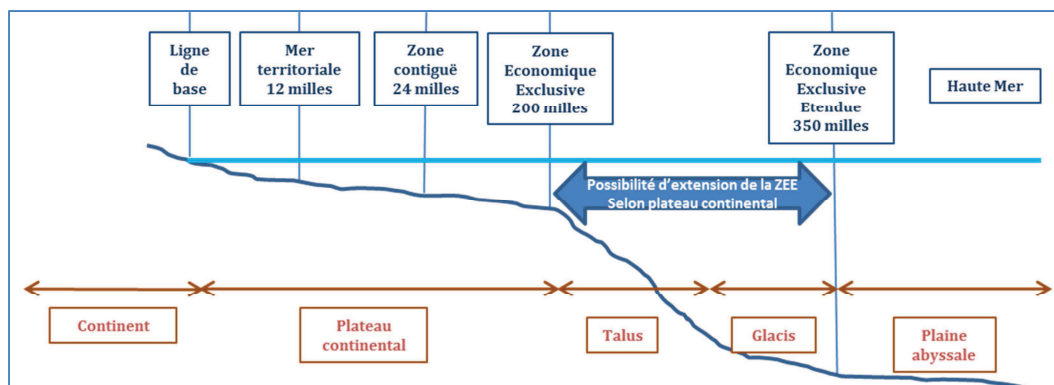 Ligne
de
base
Mer
territoriale
12 milles
Zone
contiguë
24 milles
Zone
Economique
Exclusive
200 milles
Zone
Economique
Exclusive
Etendue
350 milles
Haute Mer
Possibilité d'extension de la ZEE
Selon plateau continental
Continent
Plateau
continental
Talus
Glacis
Plaine
abyssale